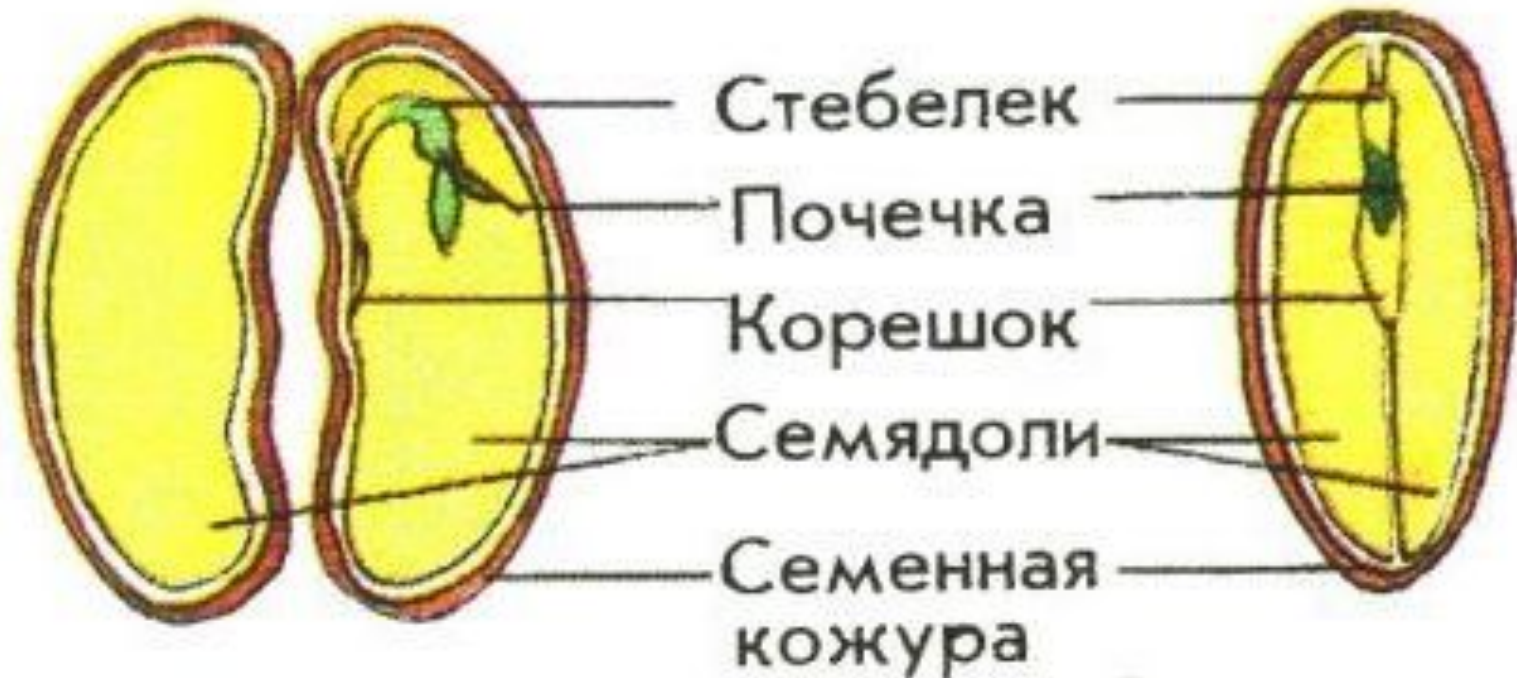 Стебелек
Почечка
Корешок
Семядоли
Семенная
кожура